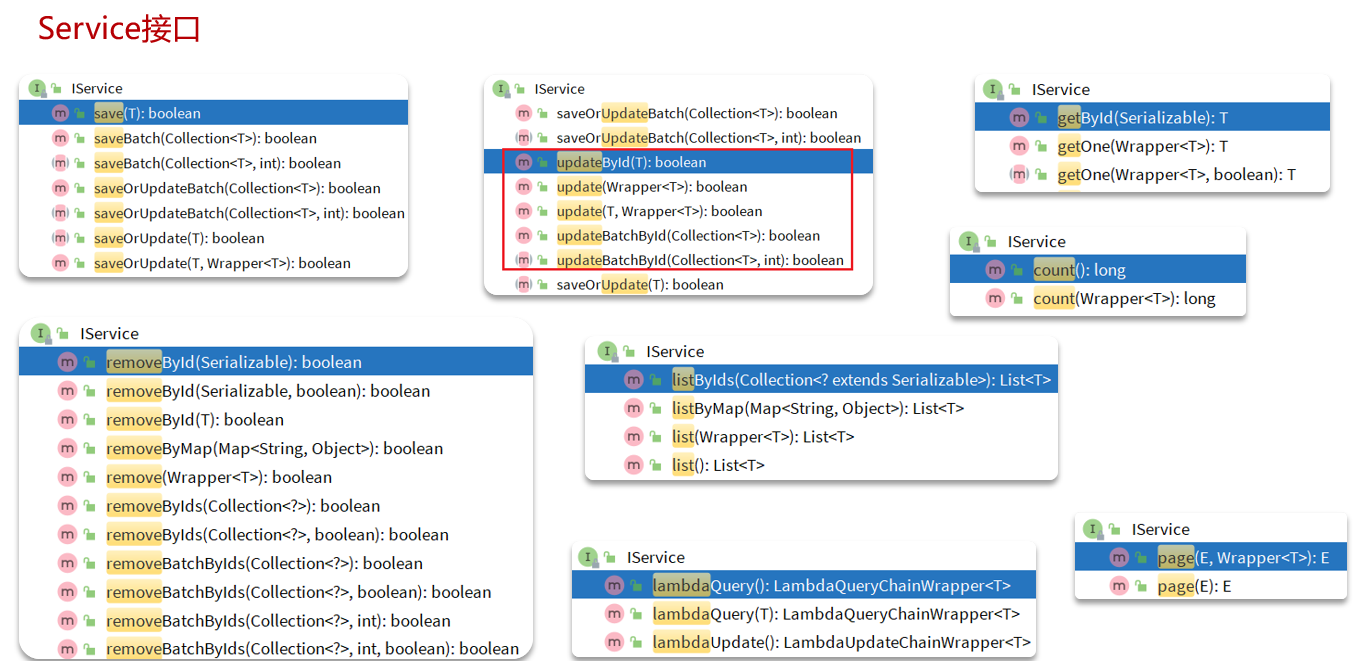 Service接口
IService
save(T): boolean
saveBatch(Collection<T>): boolean
saveBatch(Collection<T>, int): boolean
saveOrUpdateBatch(Collection<T>): boolean
saveOrUpdateBatch(Collection<T>, int): boolean
saveOrUpdate(T): boolean
saveOrUpdate(T, Wrapper<T>): boolean
IService
saveOrUpdateBatch(Collection<T>): boolean
saveOrUpdateBatch(Collection<T>, int): boolean
updateById(T): boolean
update(Wrapper<T>): boolean
update(T, Wrapper<T>): boolean
updateBatchById(Collection<T>): boolean
updateBatchById(Collection<T>, int): boolean
saveOrUpdate(T): boolean
IService
getById(Serializable): T
getOne(Wrapper<T>): T
getOne(Wrapper<T>, boolean): T
IService
count(): long
count(Wrapper<T>): long
IService
removeById(Serializable): boolean
removeById(Serializable, boolean): boolean
removeById(T): boolean
removeByMap(Map<String, Object>): boolean
remove(Wrapper<T>): boolean
removeByIds(Collection<?>): boolean
removeByIds(Collection<?>, boolean): boolean
removeBatchByIds(Collection<?>): boolean
removeBatchByIds(Collection<?>, boolean): boolean
removeBatchByIds(Collection<?>, int): boolean
removeBatchByIds(Collection<?>, int, boolean): boolean
IService
listByIds(Collection<? extends Serializable>): List<T>
listByMap(Map<String, Object>): List<T>
list(Wrapper<T>): List<T>
list(): List<T>
IService
lambdaQuery(): LambdaQueryChainWrapper<T>
lambdaQuery(T): LambdaQueryChainWrapper<T>
lambdaUpdate(): LambdaUpdateChainWrapper<T>
IService
page(E, Wrapper<T>): E
page(E): E